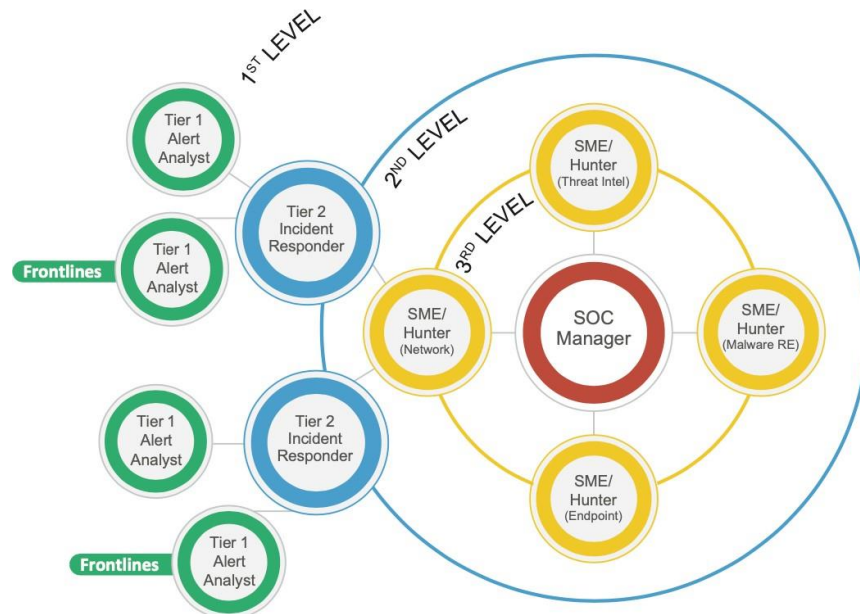 1ST LEVEL
Tier 1
Alert
Analyst
2ND LEVEL
SME/
Hunter
(Threat Intel)
Tier 2
Incident
Responder
Tier 1
Alert
Analyst
Frontlines
3RD LEVEL
SME/
Hunter
(Network)
SOC
Manager
SME/
Hunter
(Malware RE)
Tier 1
Alert
Analyst
Tier 2
Incident
Responder
SME/
Hunter
(Endpoint)
Tier 1
Alert
Analyst
Frontlines